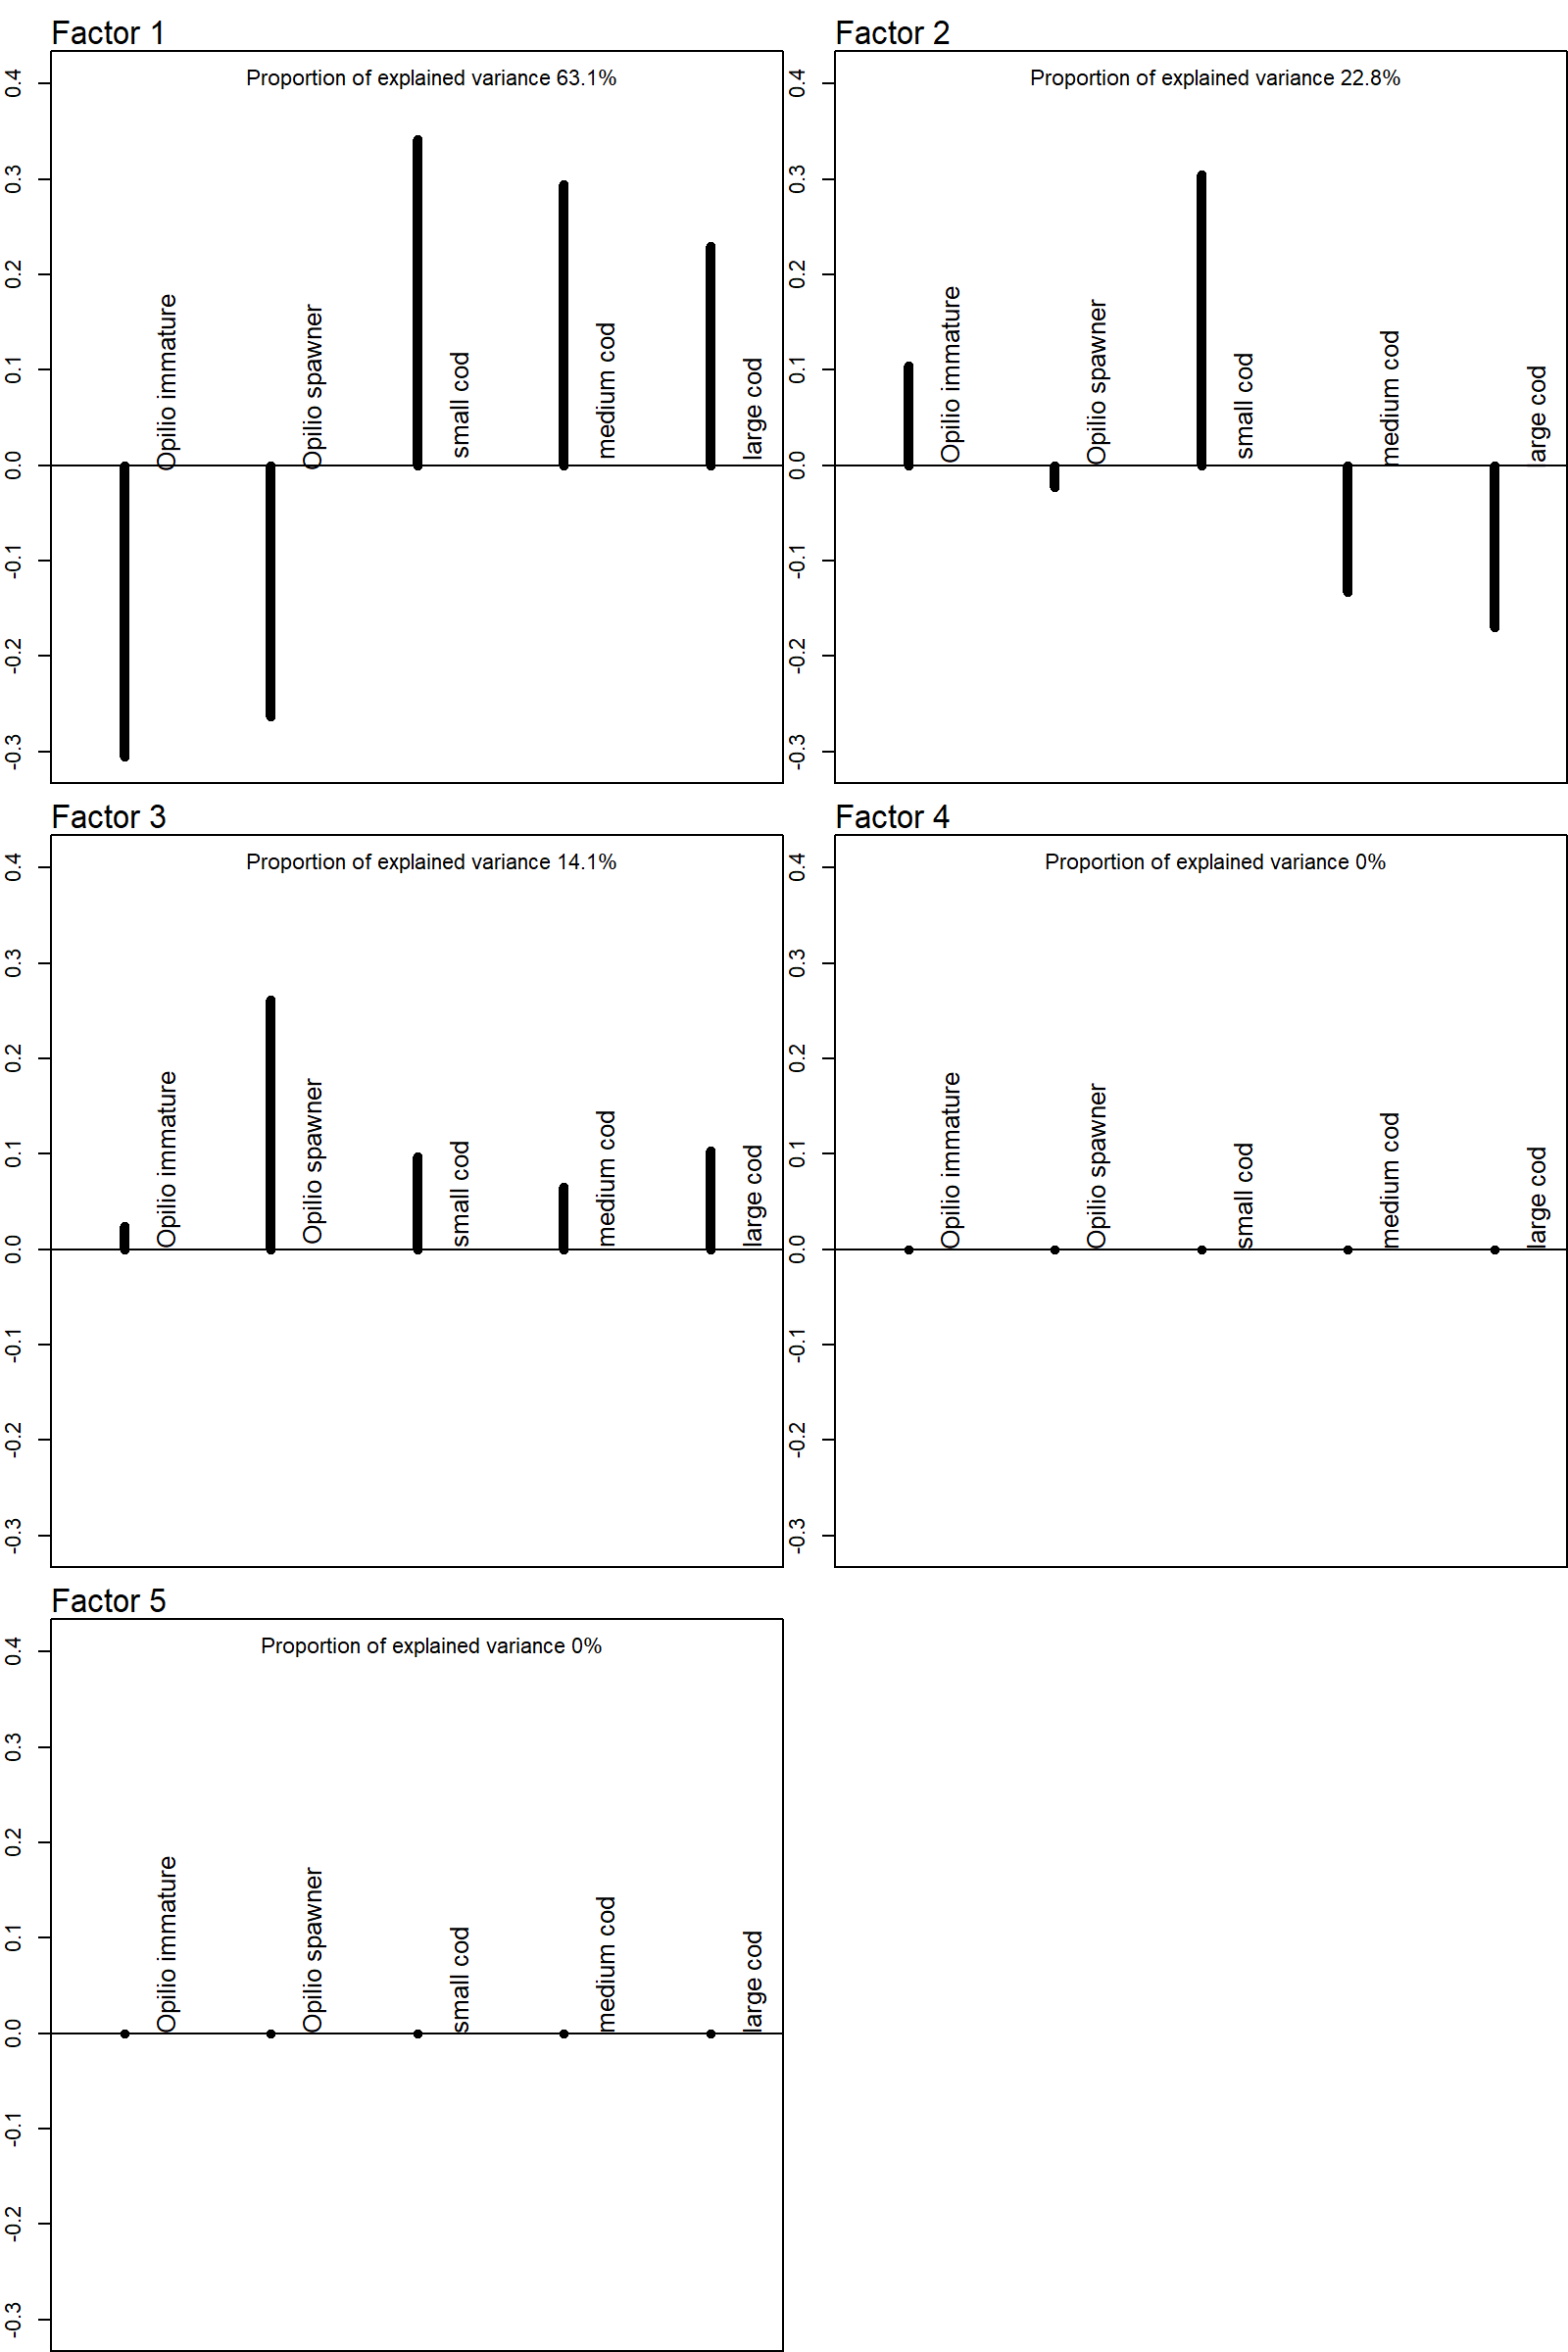 Factor 1
Proportion of explained variance 63.1%
0.4
0.3
0.2
0.1
0.0
-0.1
-0.2
-0.3
Opilio immature
Opilio spawner
small cod
medium cod
large cod
Factor 2
Proportion of explained variance 22.8%
0.4
0.3
0.2
0.1
0.0
-0.1
-0.2
-0.3
Opilio immature
Opilio spawner
small cod
medium cod
large cod
Factor 3
Proportion of explained variance 14.1%
0.4
0.3
0.2
0.1
0.0
-0.1
-0.2
-0.3
Opilio immature
Opilio spawner
small cod
medium cod
large cod
Factor 4
Proportion of explained variance 0%
0.4
0.3
0.2
0.1
0.0
-0.1
-0.2
-0.3
Opilio immature
Opilio spawner
small cod
medium cod
large cod
Factor 5
Proportion of explained variance 0%
0.4
0.3
0.2
0.1
0.0
-0.1
-0.2
-0.3
Opilio immature
Opilio spawner
small cod
medium cod
large cod